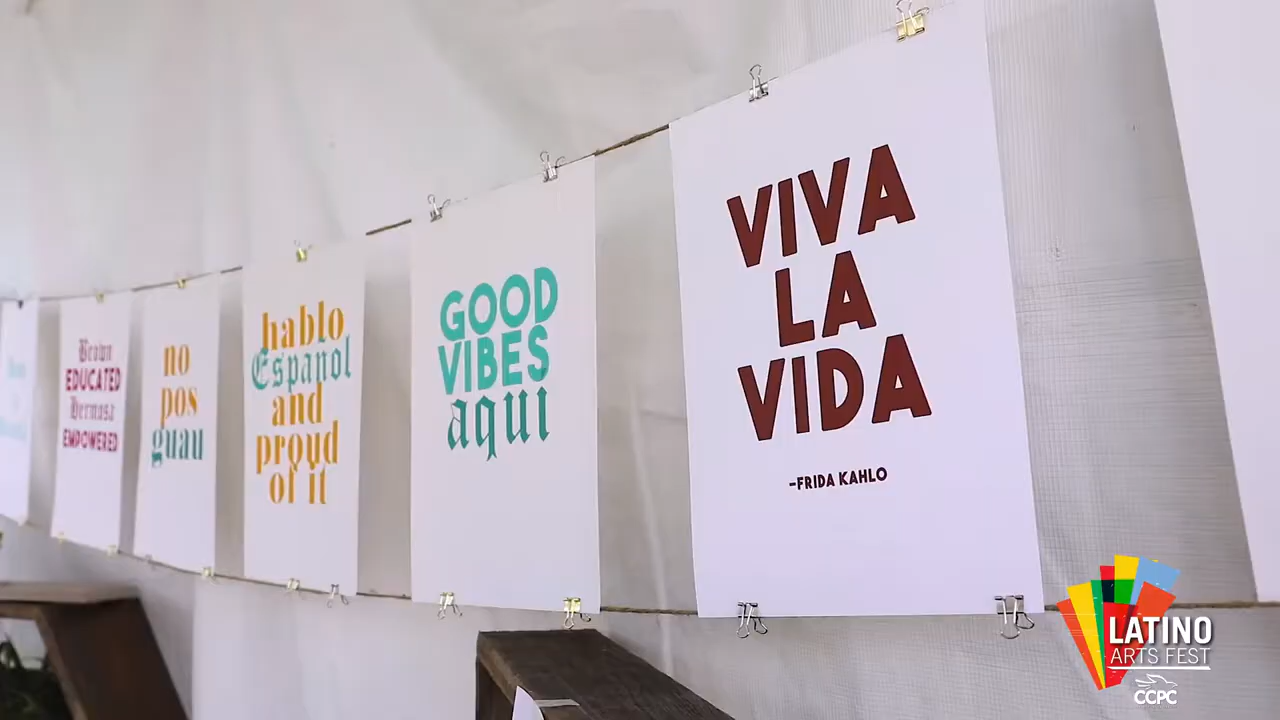 Brown
EDUCATED
Hermosa
EMPOWERED
no
pos
guau
hablo
Español
and
proud
of it
GOOD
VIBES
aqui
VIVA
LA
VIDA
-FRIDA KAHLO
LATINO
ARTS FEST
CCPC